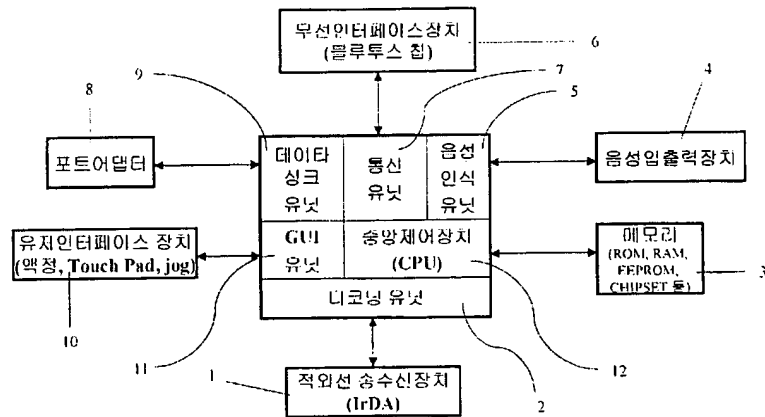 무선인터페이스장치
(블루투스 칩)
6
9
7
8
5
4
포트어댑터
데이타
싱크
유닛
통신
유닛
음성
인식
유닛
음성입출력장치
유저인터페이스 장치
(액정, Touch Pad, jog)
GUI
유닛
중앙제어장치
(CPU)
메모리
(ROM, RAM,
EEPROM,
CHIPSET 등)
3
디코닝 유닛
10
11
12
1
2
적외선 송수신장치
(IrDA)